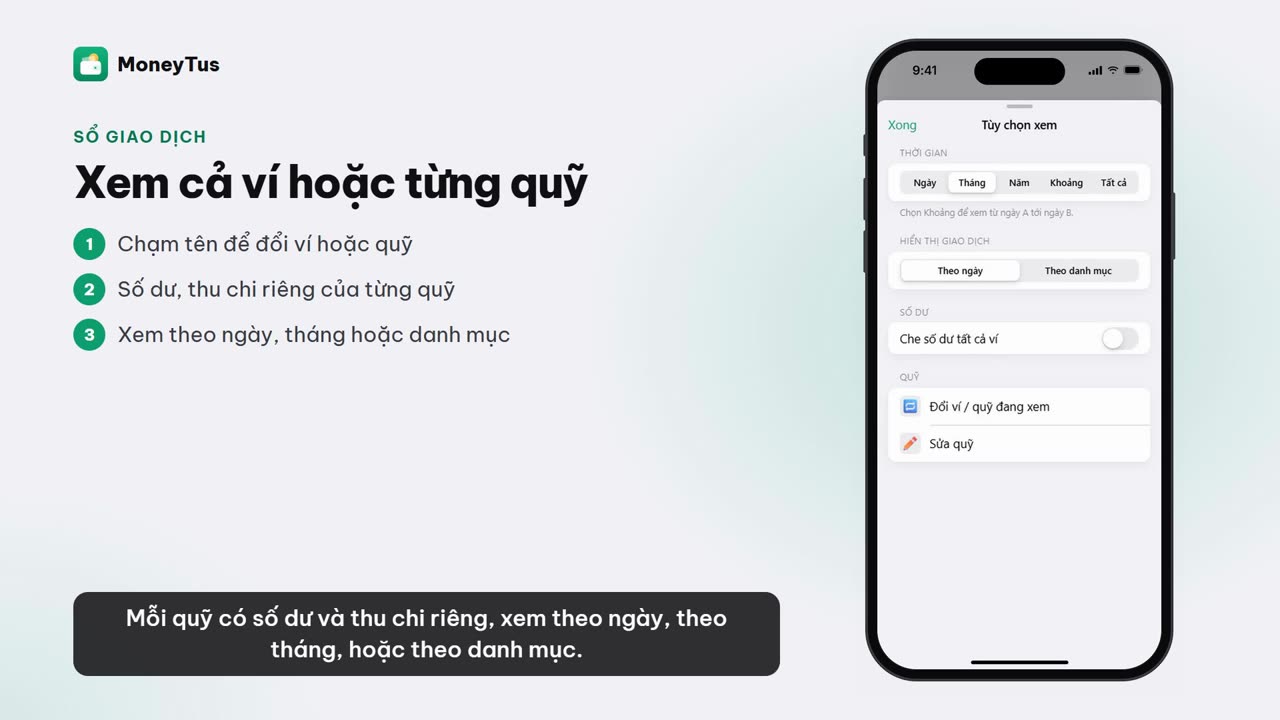 MoneyTus
SỔ GIAO DỊCH
Xem cả ví hoặc từng quỹ
1 Chạm tên để đổi ví hoặc quỹ
2 Số dư, thu chi riêng của từng quỹ
3 Xem theo ngày, tháng hoặc danh mục
Mỗi quỹ có số dư và thu chi riêng, xem theo ngày, theo
tháng, hoặc theo danh mục.
9:41
Xong Tùy chọn xem
THỜI GIAN
Ngày Tháng Năm Khoảng Tất cả
Chọn Khoảng để xem từ ngày A tới ngày B.
HIỂN THỊ GIAO DỊCH
Theo ngày Theo danh mục
SỐ DƯ
Che số dư tất cả ví
QUỸ
Đổi ví / quỹ đang xem
Sửa quỹ